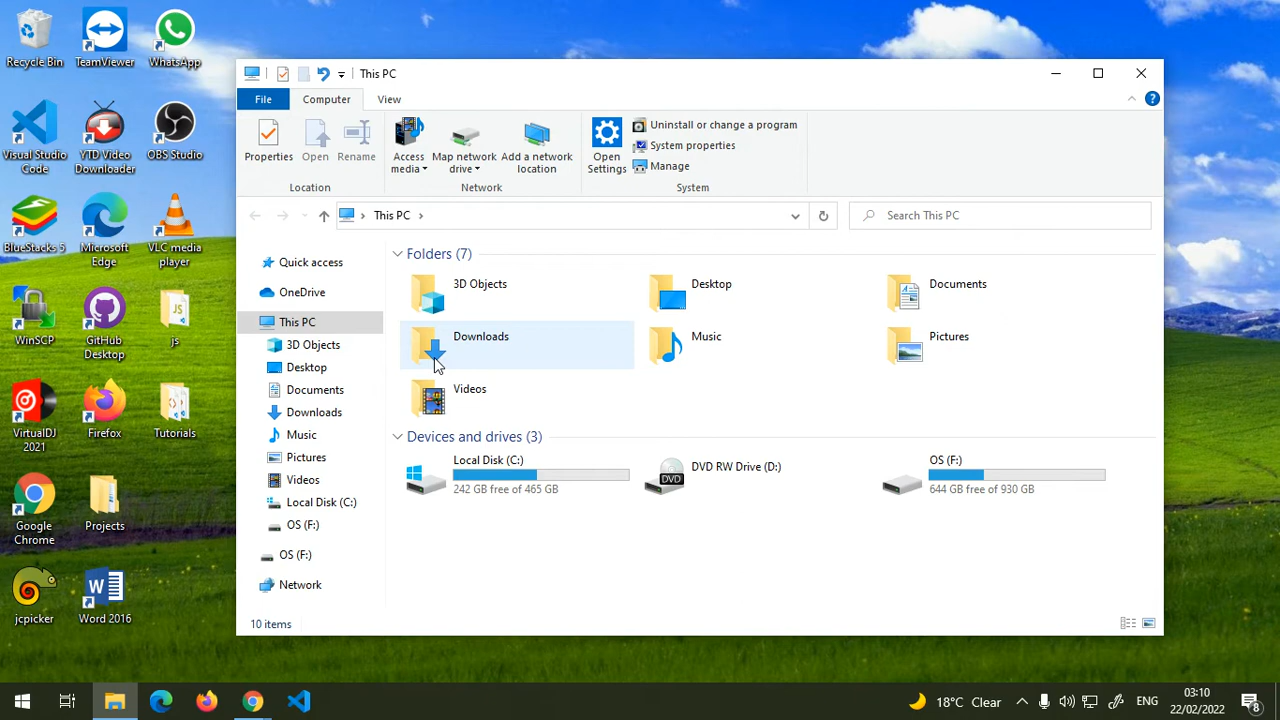 Recycle Bin
TeamViewer
WhatsApp
Visual Studio
Code
YTD Video
Downloader
OBS Studio
BlueStacks 5
Microsoft
Edge
VLC media
player
WinSCP
GitHub
Desktop
JS
js
VirtualDJ
2021
Firefox
Tutorials
Google
Chrome
Projects
jcpicker
Word 2016
This PC
File
Computer
View
Properties
Open
Rename
Location
Access
media
Map network
drive
Add a network
location
Network
Open
Settings
Uninstall or change a program
System properties
Manage
System
This PC
Search This PC
Quick access
OneDrive
This PC
3D Objects
Desktop
Documents
Downloads
Music
Pictures
Videos
Local Disk (C:)
OS (F:)
OS (F:)
Network
Folders (7)
3D Objects
Desktop
Documents
Downloads
Music
Pictures
Videos
Devices and drives (3)
Local Disk (C:)
242 GB free of 465 GB
DVD
DVD RW Drive (D:)
OS (F:)
644 GB free of 930 GB
10 items
18°C Clear
ENG
03:10
22/02/2022
8